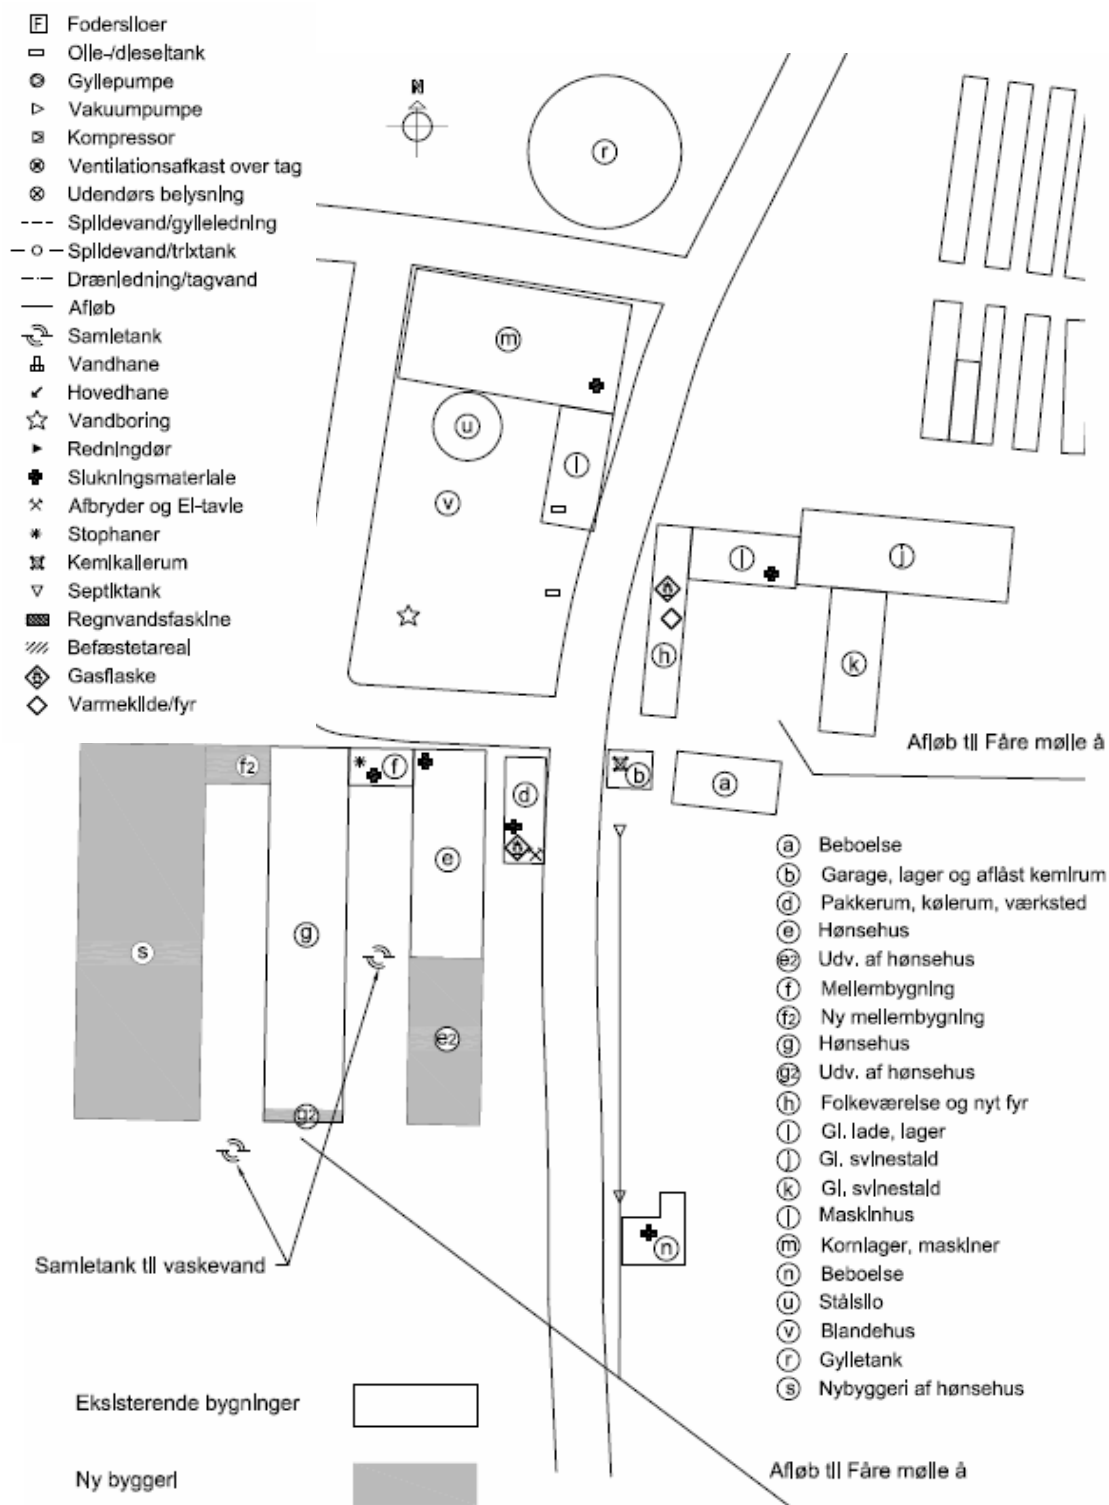 F Fodersiloer
Olie-/dieseltank
Gyllepumpe
Vakuumpumpe
Kompressor
Ventilationsafkast over tag
Udendørs belysning
Spildevand/gylleledning
Spildevand/trixtank
Drænledning/tagvand
Afløb
Samletank
Vandhane
Hovedhane
Vandboring
Redningdør
Slukningsmateriale
Afbryder og El-tavle
Stophaner
Kemikallerum
Septiktank
Regnvandsfaskine
Befæstetareal
Gasflaske
Varmekilde/fyr
N
r
m
u
l
v
i
j
h
k
Afløb til Fåre mølle å
f2
f
b
a
d
e
g
s
e2
g2
n
Samletank til vaskevand
a Beboelse
b Garage, lager og aflåst kemirum
d Pakkerum, kølerum, værksted
e Hønsehus
e2 Udv. af hønsehus
f Mellembygning
f2 Ny mellembygning
g Hønsehus
g2 Udv. af hønsehus
h Folkeværelse og nyt fyr
i Gl. lade, lager
j Gl. svinestald
k Gl. svinestald
l Maskinhus
m Kornlager, maskiner
n Beboelse
u Stålsilo
v Blandehus
r Gylletank
s Nybyggeri af hønsehus
Eksisterende bygninger
Ny byggeri
Afløb til Fåre mølle å